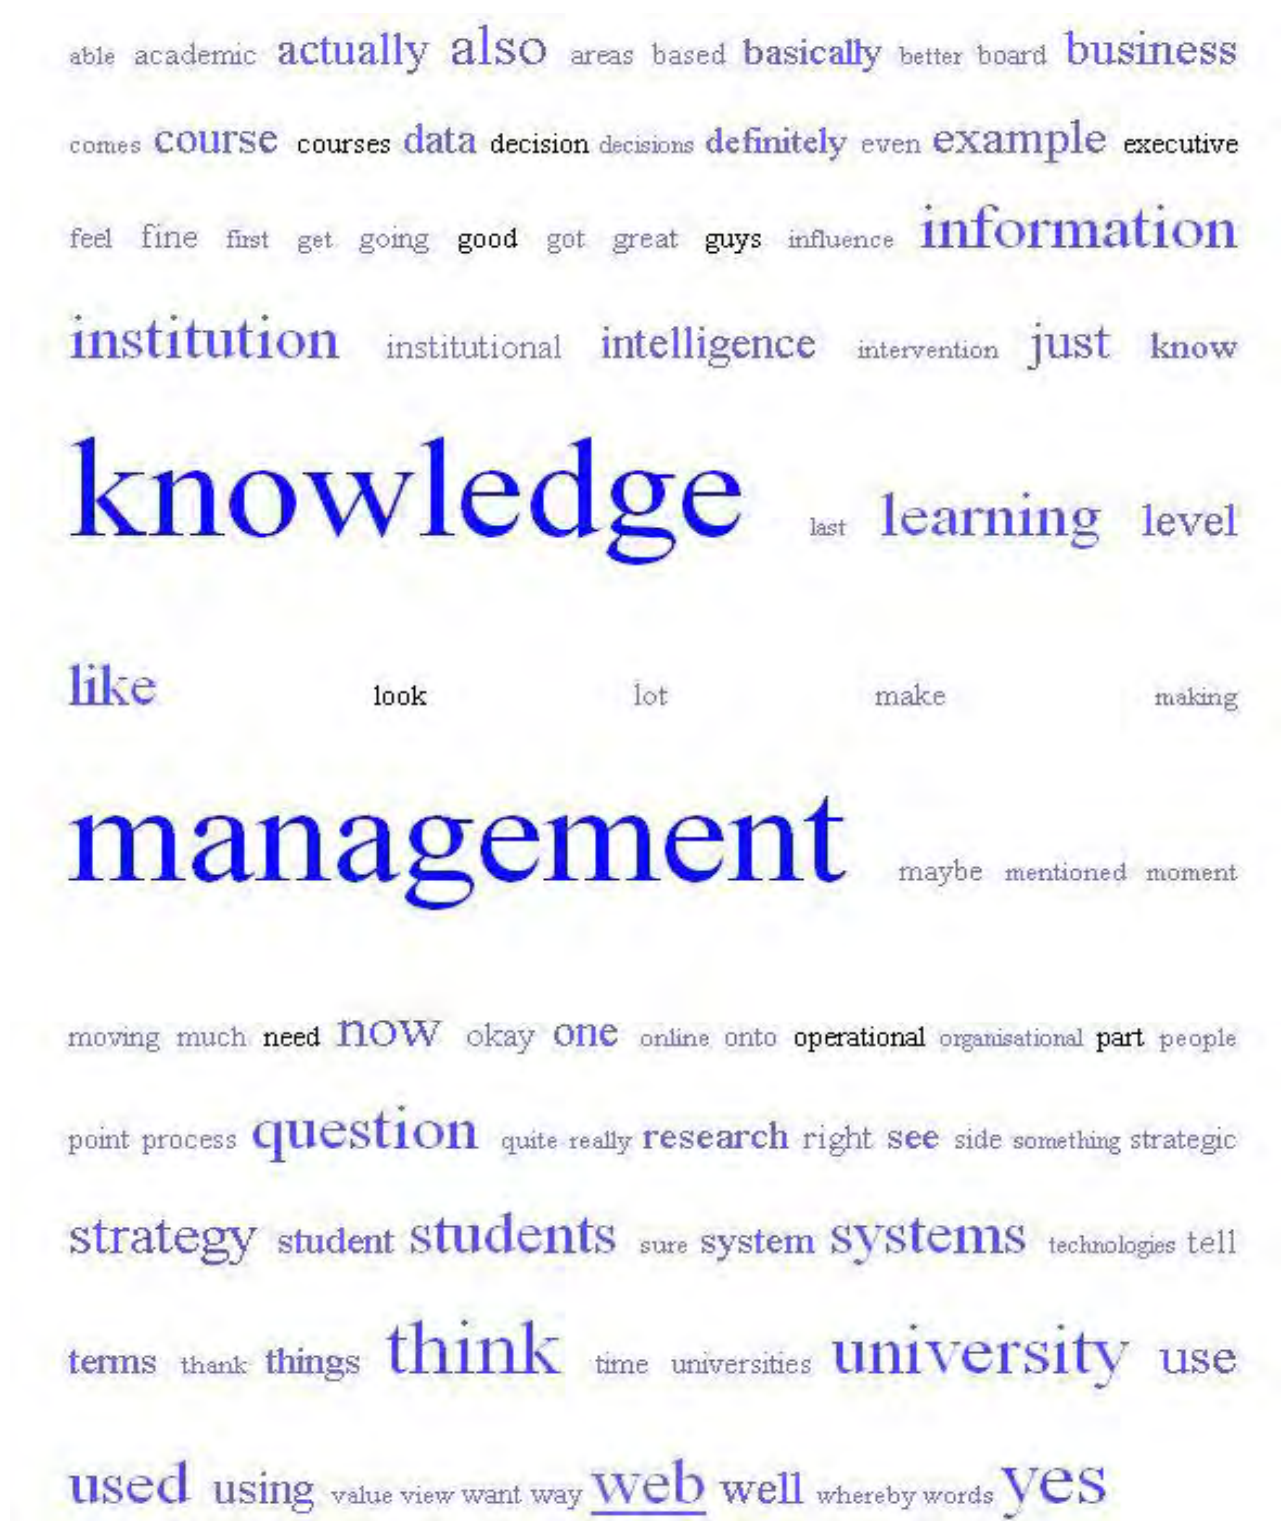 able academic actually also areas based basically better board business
comes course courses data decision decisions definitely even example executive
feel fine first get going good got great guys influence information
institution institutional intelligence intervention just know
knowledge last learning level
like look lot make making
management maybe mentioned moment
moving much need now okay one online onto operational organisational part people
point process question quite really research right see side something strategic
strategy student students sure system systems technologies tell
terms thank things think time universities university use
used using value view want way web well whereby words yes